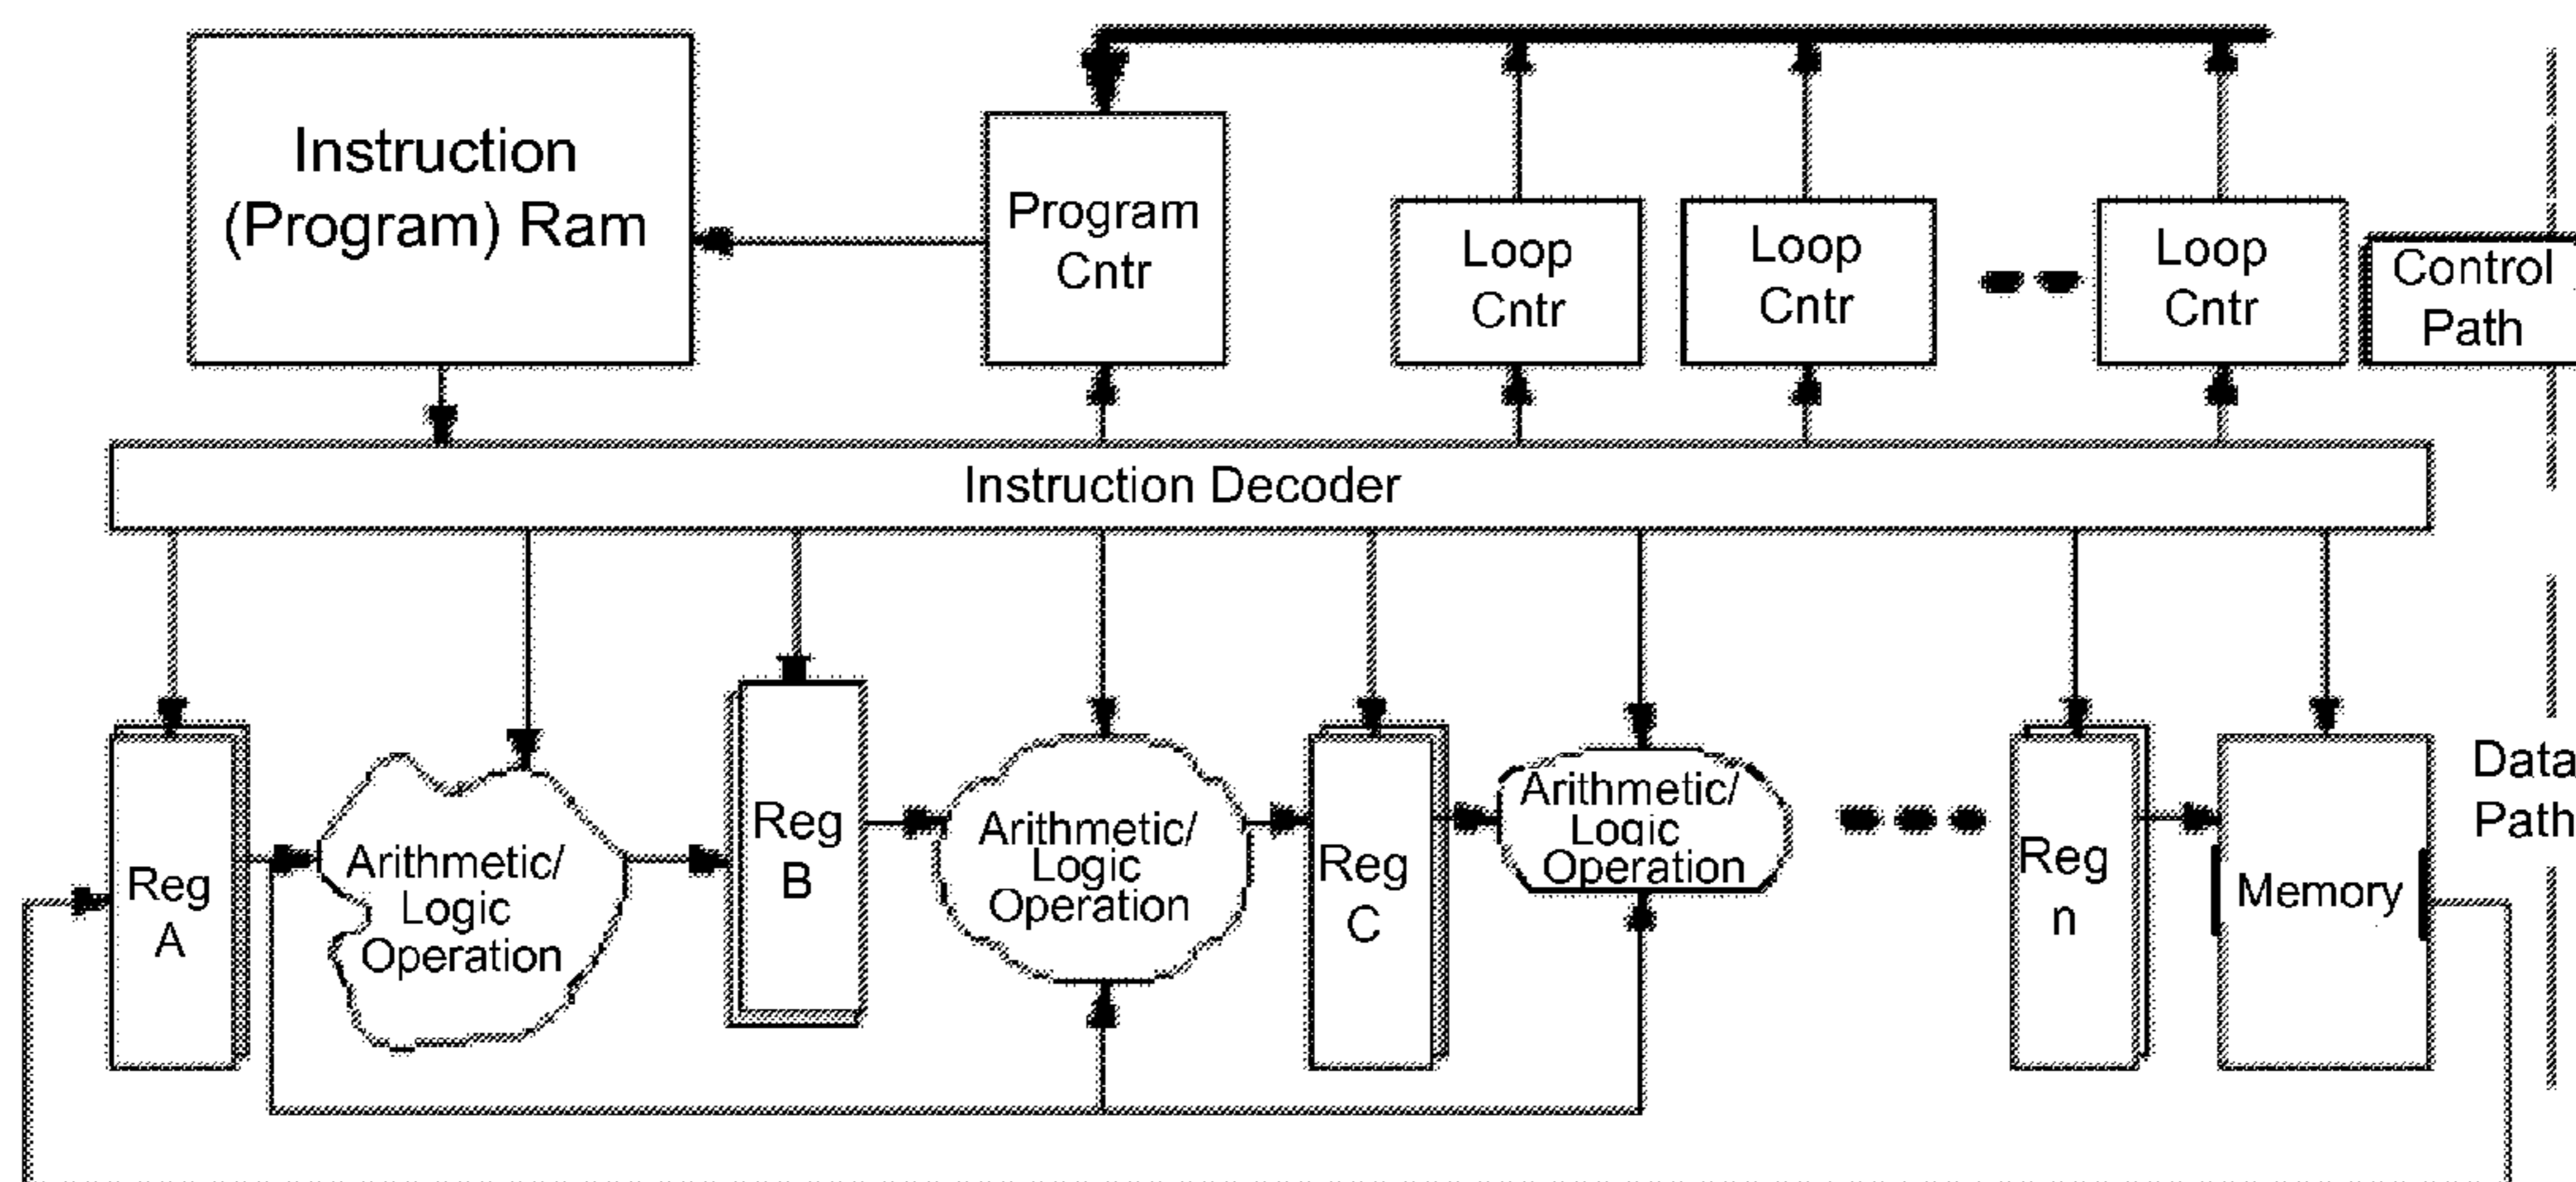 Instruction
(Program) Ram
Program
Cntr
Loop
Cntr
Loop
Cntr
Loop
Cntr
Control
Path
Instruction Decoder
Reg
A
Arithmetic/
Logic
Operation
Reg
B
Arithmetic/
Logic
Operation
Reg
C
Arithmetic/
Logic
Operation
Reg
n
Memory
Data
Path